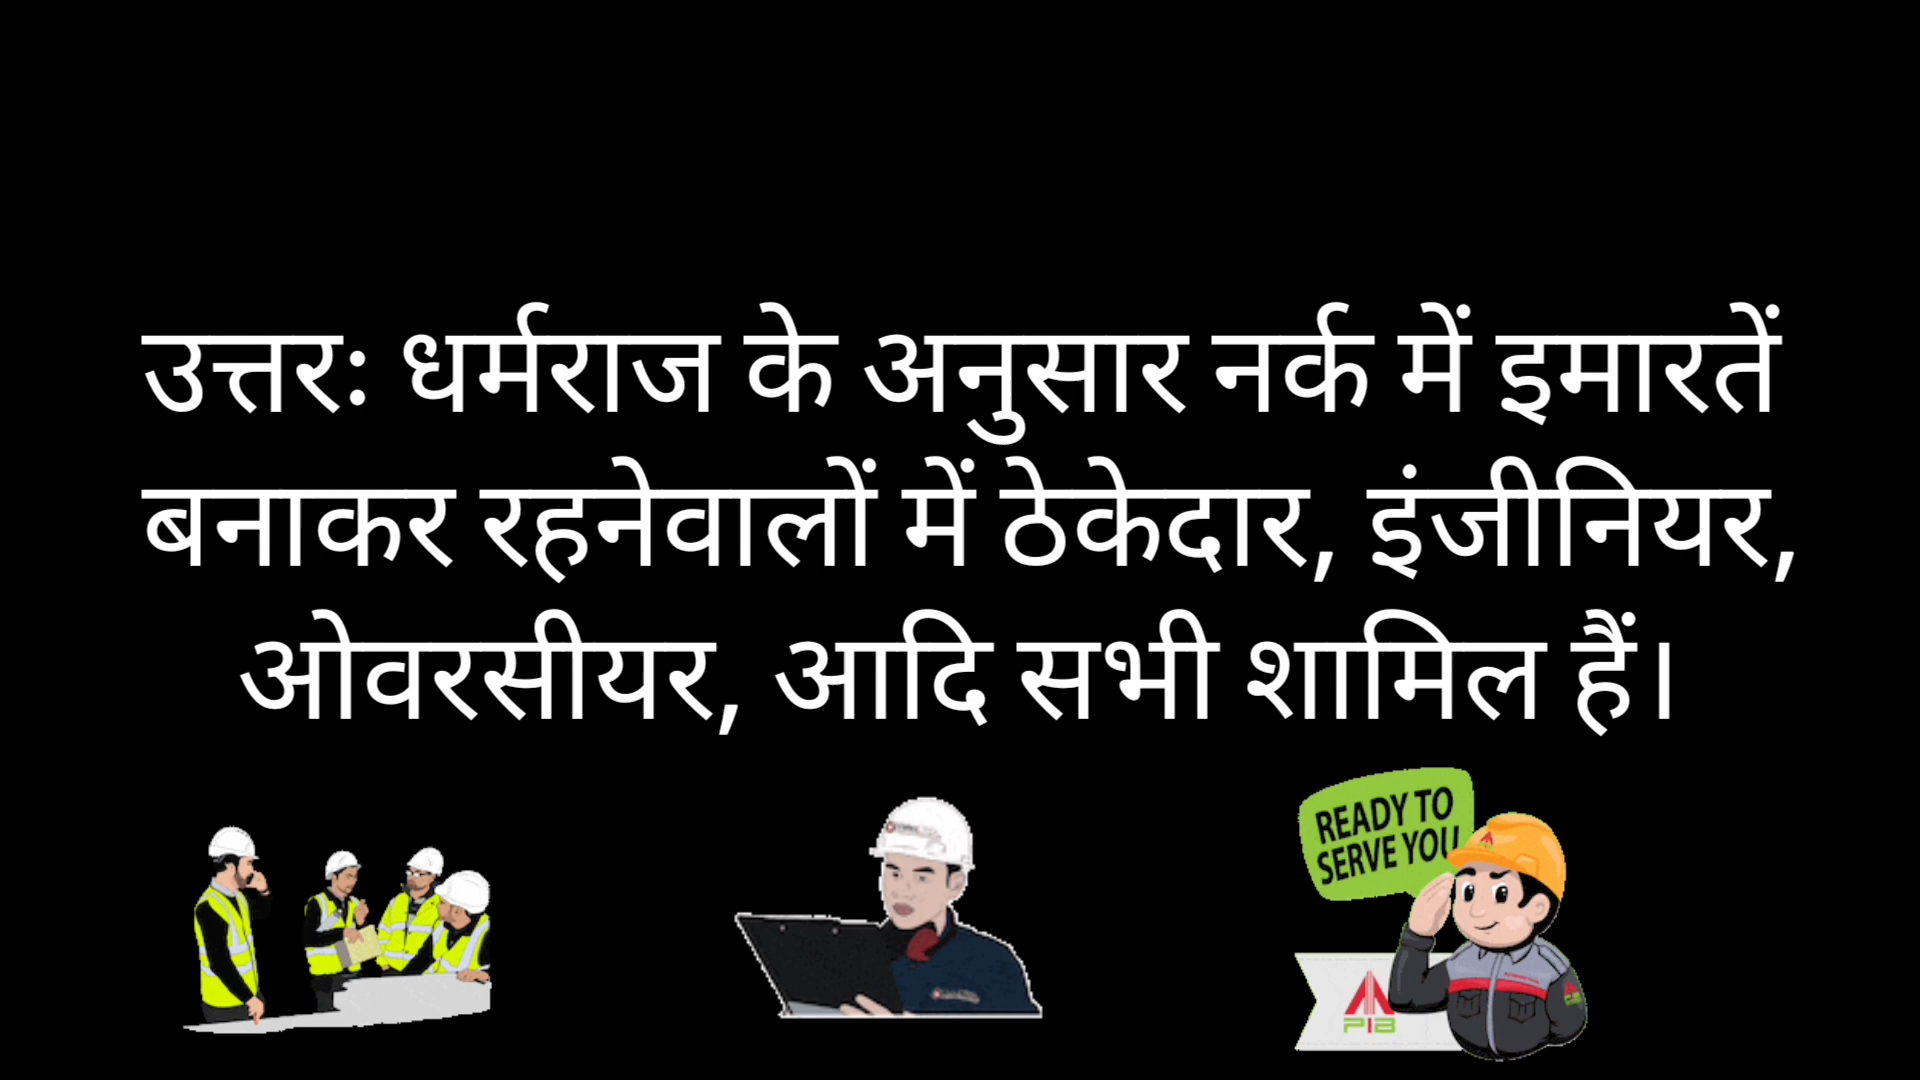 उत्तरः धर्मराज के अनुसार नर्क में इमारतें
बनाकर रहनेवालों में ठेकेदार, इंजीनियर,
ओवरसीयर, आदि सभी शामिल हैं।
READY TO
SERVE YOU
PIB